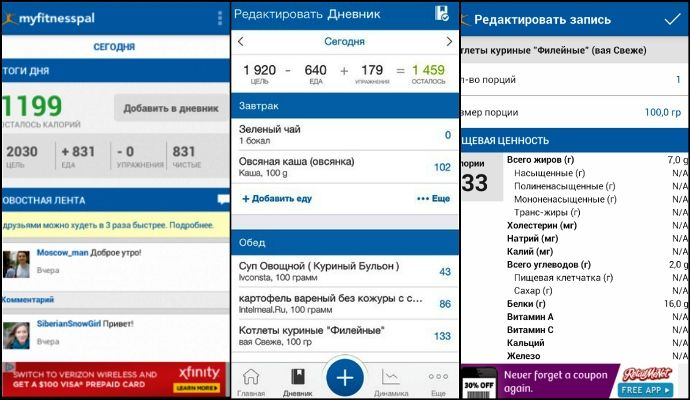 myfitnesspal
СЕГОДНЯ
ТОГИ ДНЯ
1199
СТАЛОСЬ КАЛОРИЙ
Добавить в дневник
2030 + 831 - 0 831
ЦЕЛЬ ЕДА УПРАЖНЕНИЯ ЧИСТЫЕ
ОВОСТНАЯ ЛЕНТА
друзьями можно худеть в 3 раза быстрее. Подробнее.
Moscow_man Доброе утро!
Вчера
Комментарий
SiberianSnowGirl Привет!
Вчера
SWITCH TO VERIZON WIRELESS AND
GET A $100 VISA® PREPAID CARD
xfinity
LEARN MORE
Редактировать Дневник
Сегодня
1 920 - 640 + 179 = 1 459
ЦЕЛЬ ЕДА УПРАЖНЕНИЯ ОСТАЛОСЬ
Завтрак
Зеленый чай 0
1 бокал
Овсяная каша (овсянка) 102
Каша, 100 g
+ Добавить еду ••• Еще
Обед
Суп Овощной ( Куриный Бульон ) 43
Ivconsta, 100 грамм
картофель вареный без кожуры с с... 86
Intelmeal.Ru, 100 грамм
Котлеты куриные "Филейные" 133
вая Свеже, 100 гр
Главная Дневник + Динамика Еще
Редактировать запись
тлеты куриные "Филейные" (вая Свеже)
л-во порций 1
змер порции 100,0 гр
ЩЕВАЯ ЦЕННОСТЬ
лории
33
Всего жиров (г) 7,0 g
Насыщенные (г) N/A
Полиненасыщенные (г) N/A
Мононенасыщенные (г) N/A
Транс-жиры (г) N/A
Холестерин (мг) N/A
Натрий (мг) N/A
Калий (мг) N/A
Всего углеводов (г) 2,0 g
Пищевая клетчатка (г) N/A
Сахар (г) N/A
Белки (г) 16,0 g
Витамин А N/A
Витамин С N/A
Кальций N/A
Железо N/A
30% OFF
Never forget a coupon
again.
RetailMeNot
FREE APP